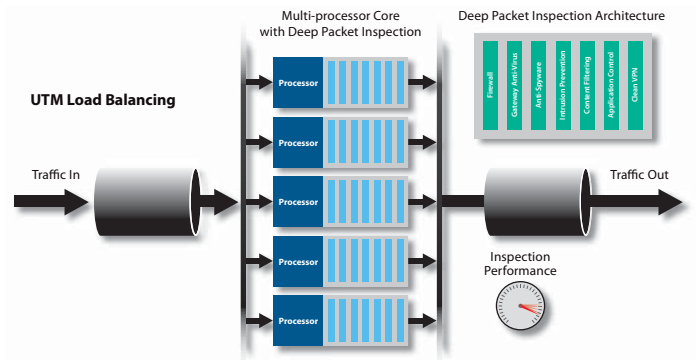 Multi-processor Core
with Deep Packet Inspection
Deep Packet Inspection Architecture
Firewall
Gateway Anti-Virus
Anti-Spyware
Intrusion Prevention
Content Filtering
Application Control
Clean VPN
UTM Load Balancing
Traffic In
Processor
Processor
Processor
Processor
Processor
Traffic Out
Inspection
Performance